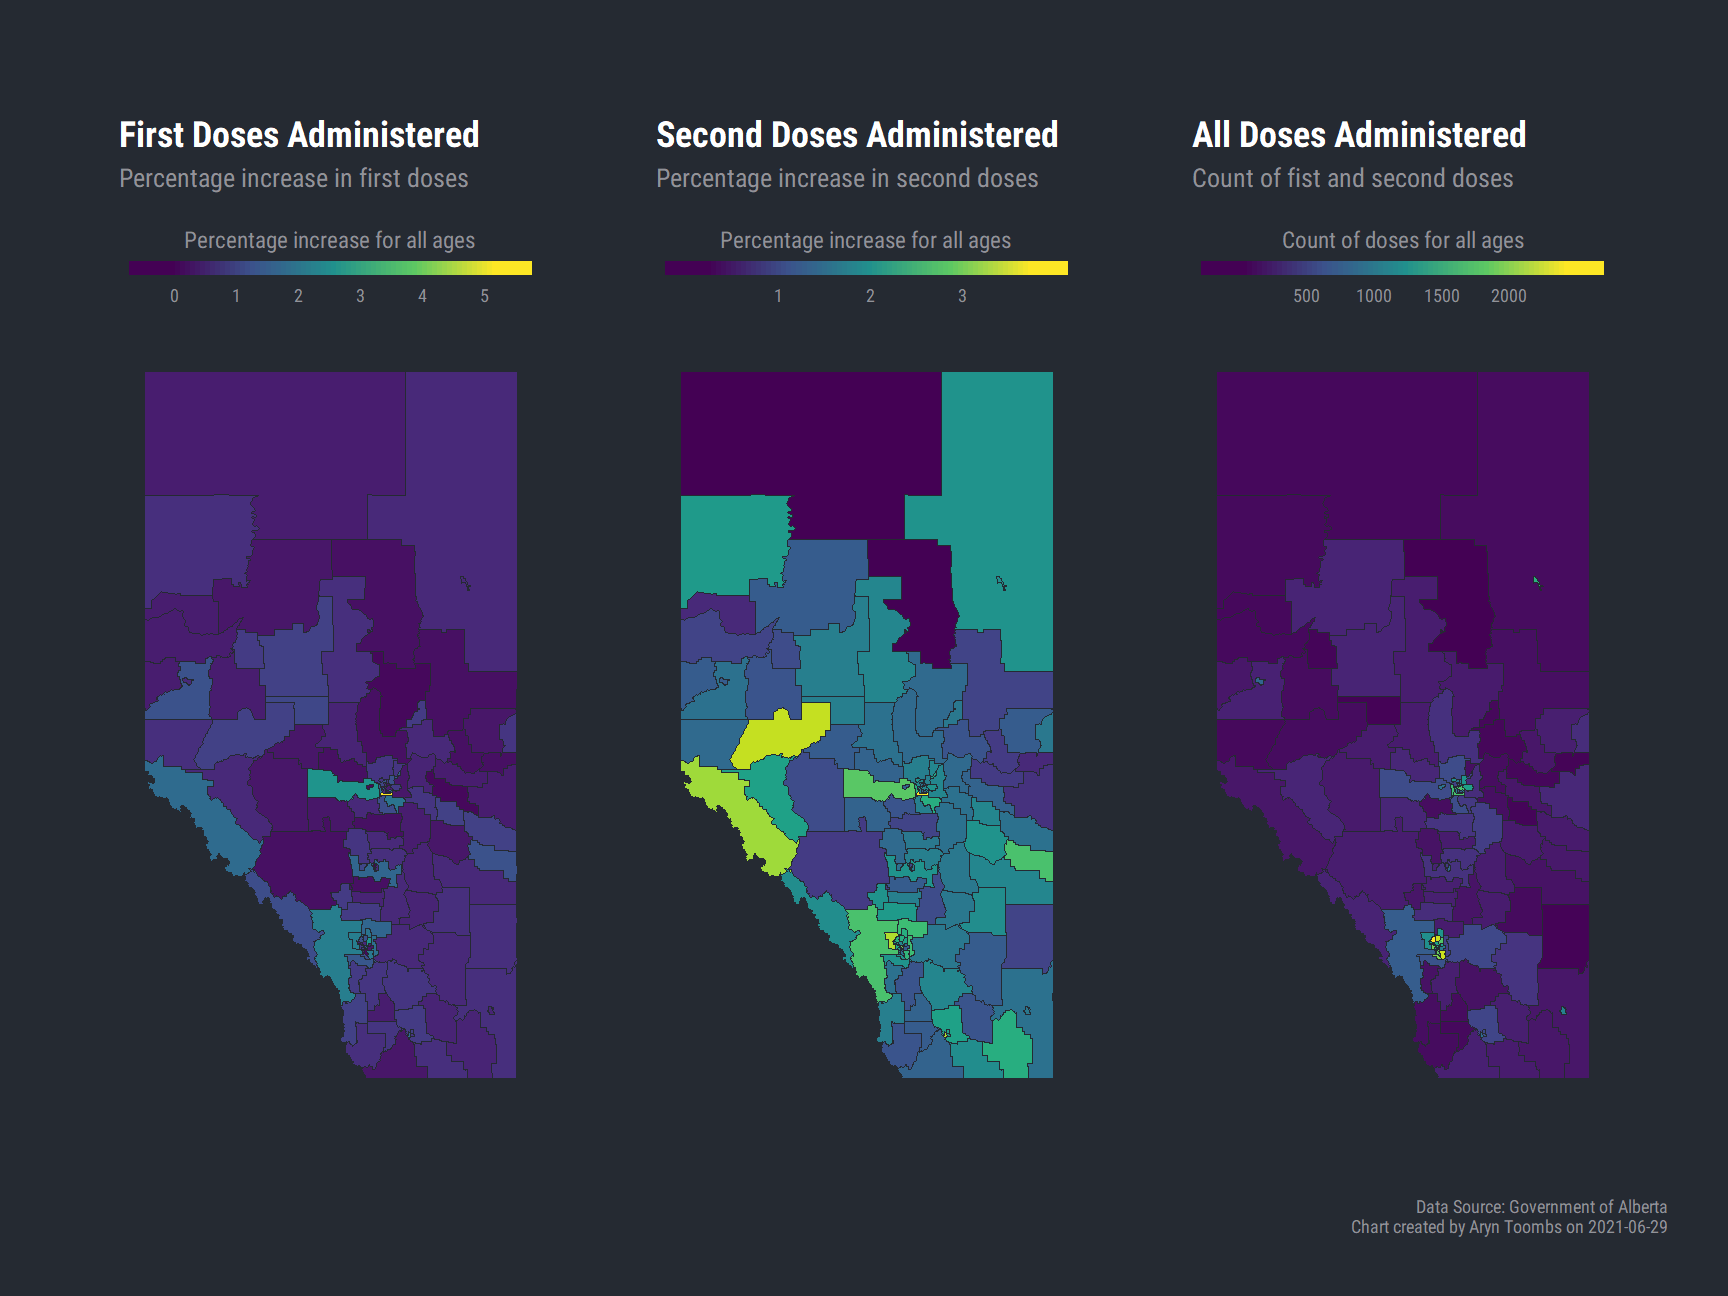 First Doses Administered
Percentage increase in first doses
Percentage increase for all ages
0 1 2 3 4 5
Second Doses Administered
Percentage increase in second doses
Percentage increase for all ages
1 2 3
All Doses Administered
Count of fist and second doses
Count of doses for all ages
500 1000 1500 2000
Data Source: Government of Alberta
Chart created by Aryn Toombs on 2021-06-29